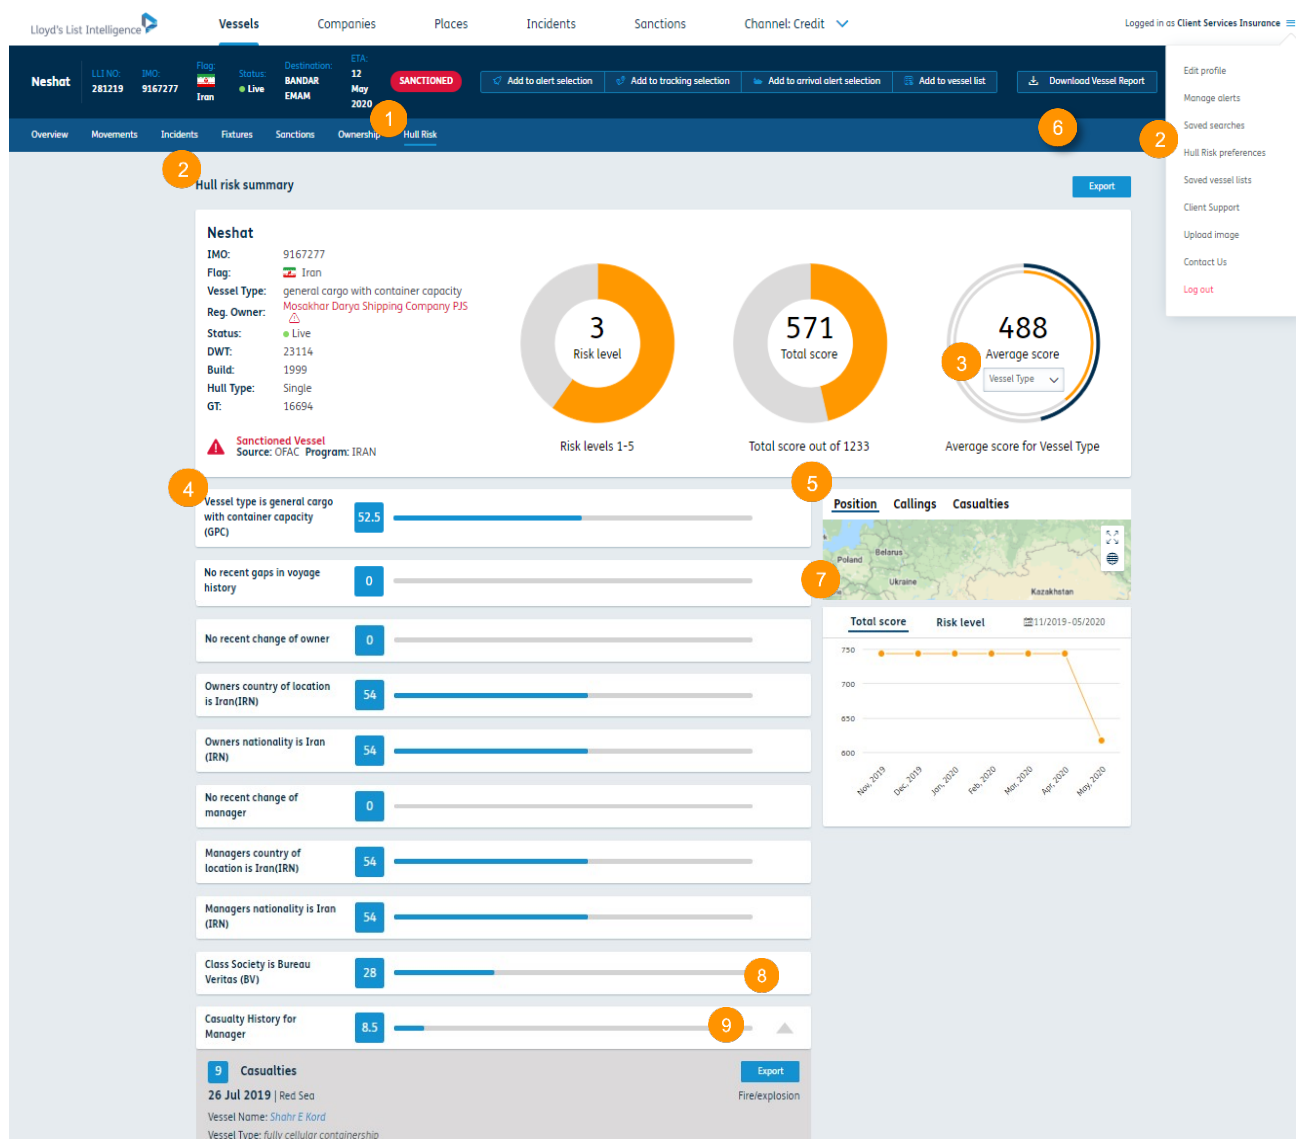 Lloyd's List Intelligence
Vessels Companies Places Incidents Sanctions Channel: Credit
Logged in as Client Services Insurance
Edit profile
Manage alerts
Saved searches
2
Hull Risk preferences
Saved vessel lists
Client Support
Upload image
Contact Us
Log out
Neshat
LLI NO:
281219
IMO:
9167277
Flag:
Iran
Status:
Live
Destination:
BANDAR
EMAM
ETA:
12
May
2020
SANCTIONED
Add to alert selection
Add to tracking selection
Add to arrival alert selection
Add to vessel list
Download Vessel Report
1
6
Overview Movements Incidents Fixtures Sanctions Ownership Hull Risk
2
Hull risk summary
Export
Neshat
IMO: 9167277
Flag: Iran
Vessel Type: general cargo with container capacity
Reg. Owner: Mosakhar Darya Shipping Company PJS
Status: Live
DWT: 23114
Build: 1999
Hull Type: Single
GT: 16694
Sanctioned Vessel
Source: OFAC Program: IRAN
3
Risk level
Risk levels 1-5
571
Total score
Total score out of 1233
488
Average score
3
Vessel Type
Average score for Vessel Type
4
Vessel type is general cargo
with container capacity
(GPC)
52.5
No recent gaps in voyage
history
0
No recent change of owner
0
Owners country of location
is Iran(IRN)
54
Owners nationality is Iran
(IRN)
54
No recent change of
manager
0
Managers country of
location is Iran(IRN)
54
Managers nationality is Iran
(IRN)
54
Class Society is Bureau
Veritas (BV)
28
8
Casualty History for
Manager
8.5
9
9 Casualties
Export
26 Jul 2019 | Red Sea
Fire/explosion
Vessel Name: Shahr E Kord
Vessel Type: fully cellular containership
5
Position Callings Casualties
Poland
Belarus
Ukraine
Kazakhstan
7
Total score Risk level 11/2019-05/2020
750
700
650
600
Nov, 2019
Dec, 2019
Jan, 2020
Feb, 2020
Mar, 2020
Apr, 2020
May, 2020